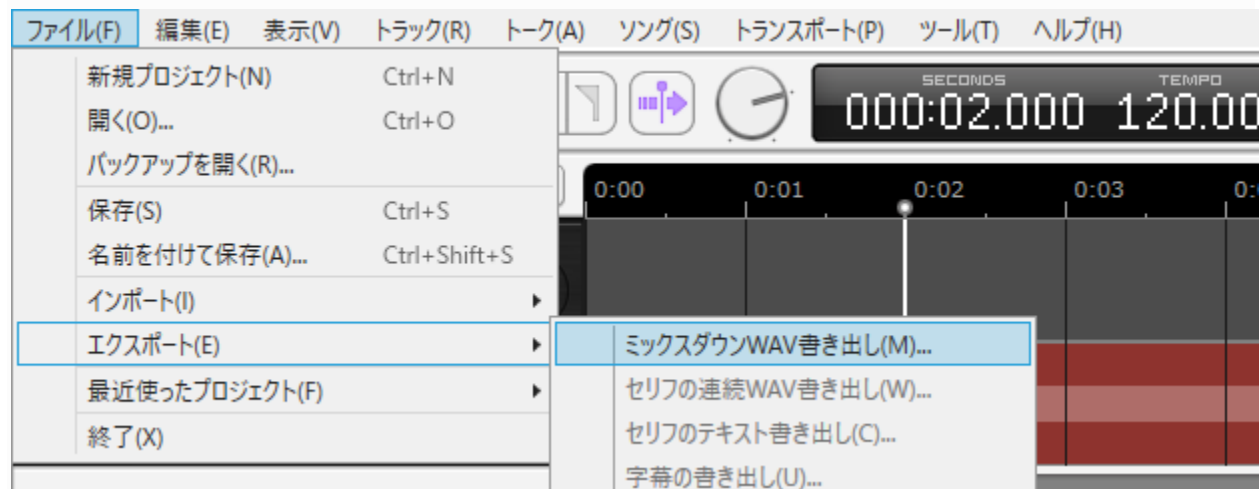 ファイル(F) 編集(E) 表示(V) トラック(R) トーク(A) ソング(S) トランスポート(P) ツール(T) ヘルプ(H)
新規プロジェクト(N) Ctrl+N
開く(O)... Ctrl+O
バックアップを開く(R)...
保存(S) Ctrl+S
名前を付けて保存(A)... Ctrl+Shift+S
インポート(I)
エクスポート(E)
最近使ったプロジェクト(F)
終了(X)
ミックスダウンWAV書き出し(M)...
セリフの連続WAV書き出し(W)...
セリフのテキスト書き出し(C)...
字幕の書き出し(U)...
SECONDS TEMPO
000:02.000 120.00
0:00 0:01 0:02 0:03